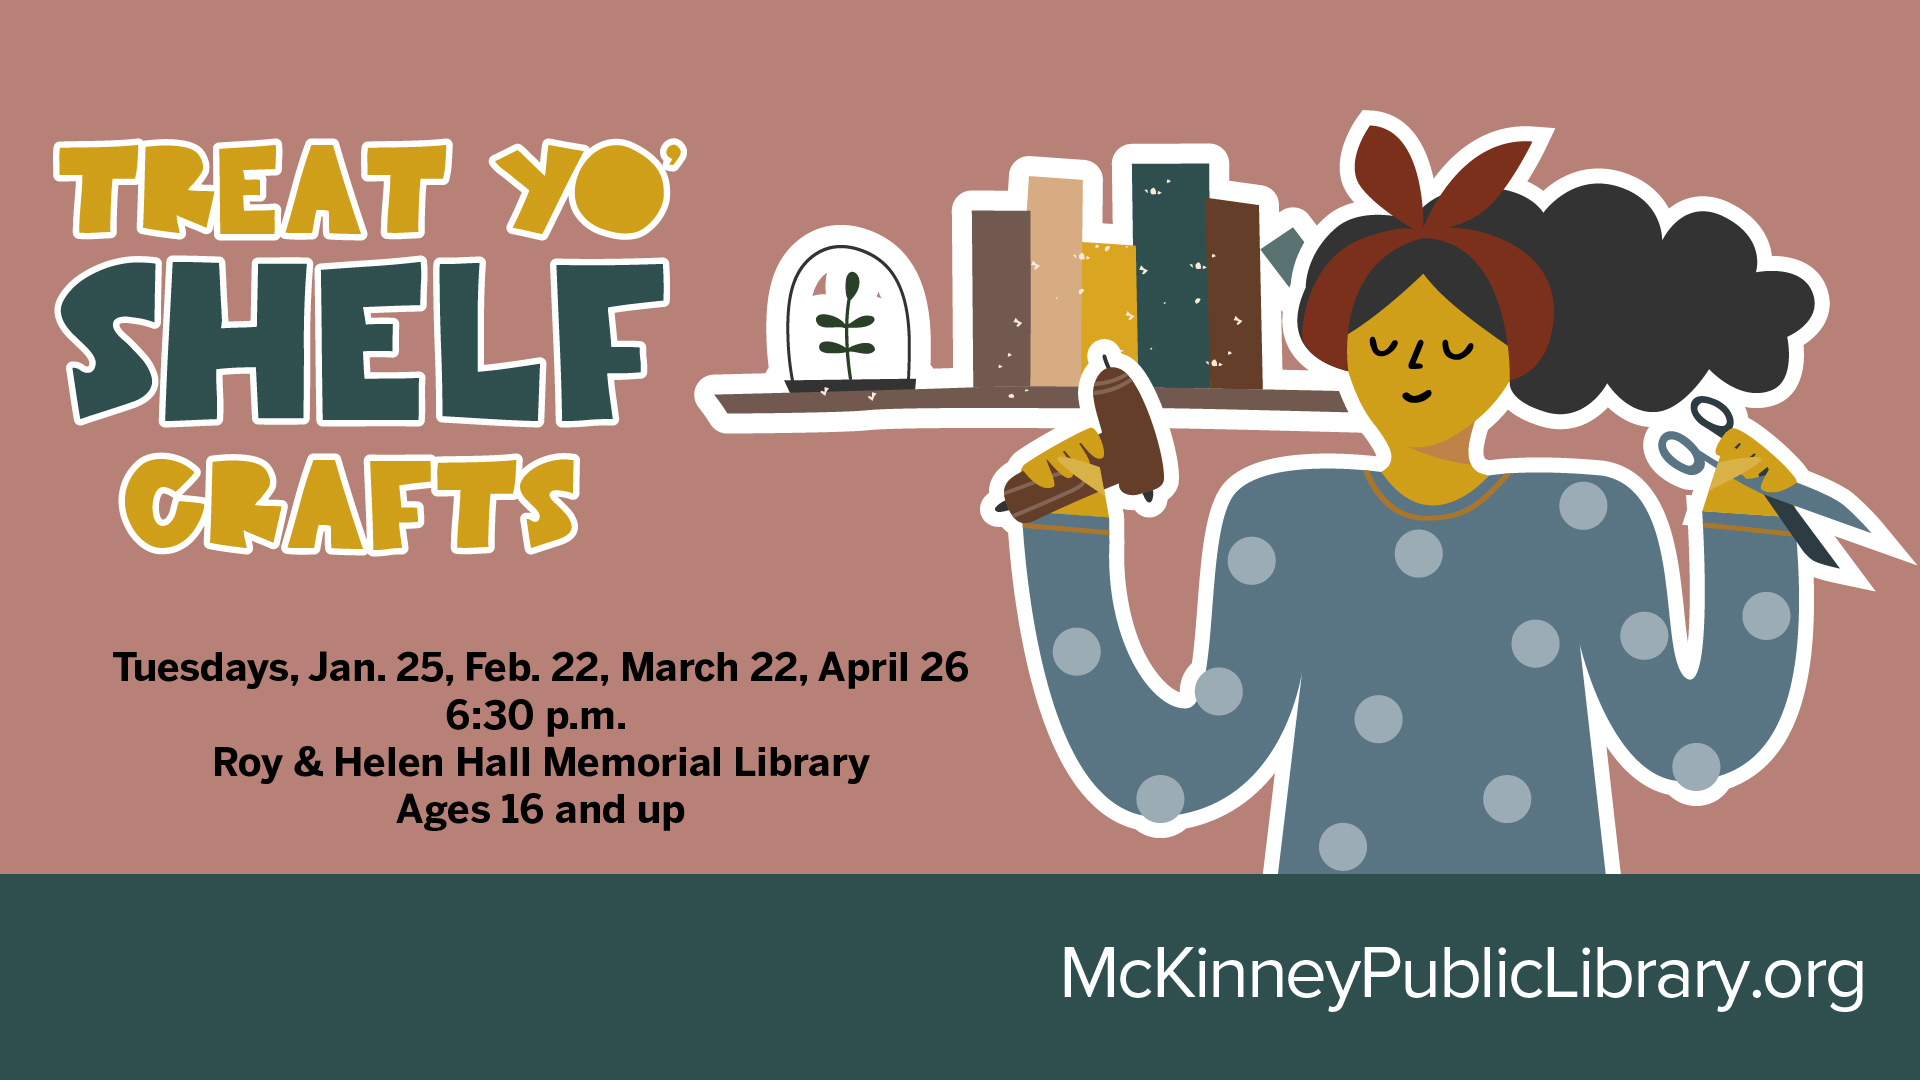 TREAT YO'
SHELF
CRAFTS
Tuesdays, Jan. 25, Feb. 22, March 22, April 26
6:30 p.m.
Roy & Helen Hall Memorial Library
Ages 16 and up
McKinneyPublicLibrary.org